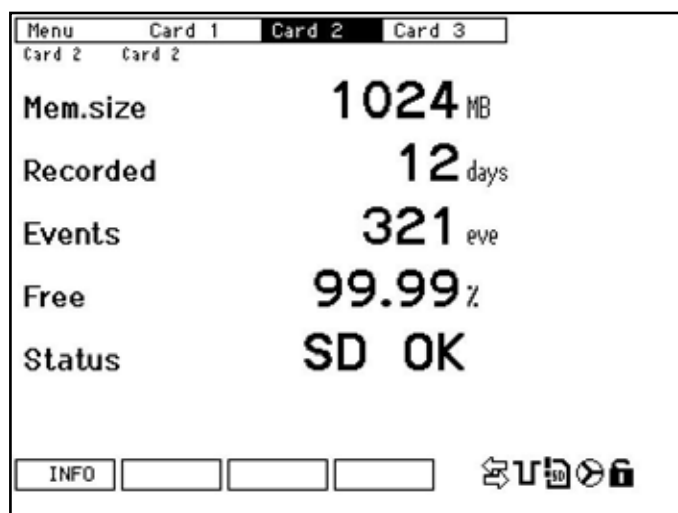 Menu Card 1 Card 2 Card 3
Card 2 Card 2
Mem.size 1024 MB
Recorded 12 days
Events 321 eve
Free 99.99 %
Status SD OK
INFO SD